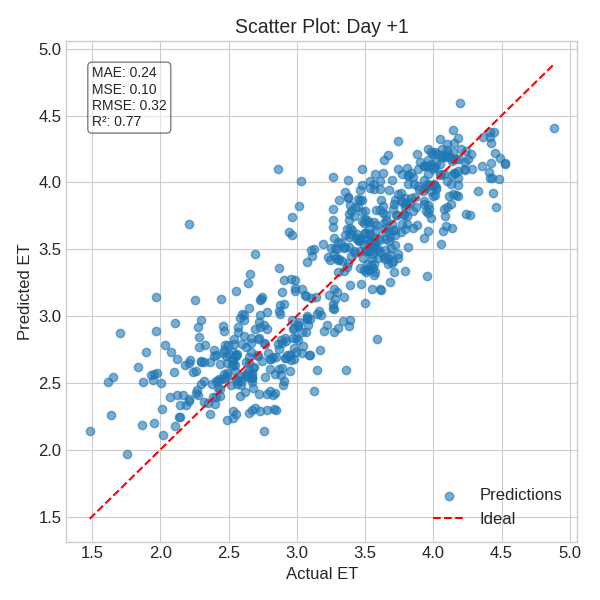 Scatter Plot: Day +1
MAE: 0.24
MSE: 0.10
RMSE: 0.32
R²: 0.77
5.0
4.5
4.0
3.5
3.0
2.5
2.0
1.5
Predicted ET
Predictions
Ideal
1.5 2.0 2.5 3.0 3.5 4.0 4.5 5.0
Actual ET